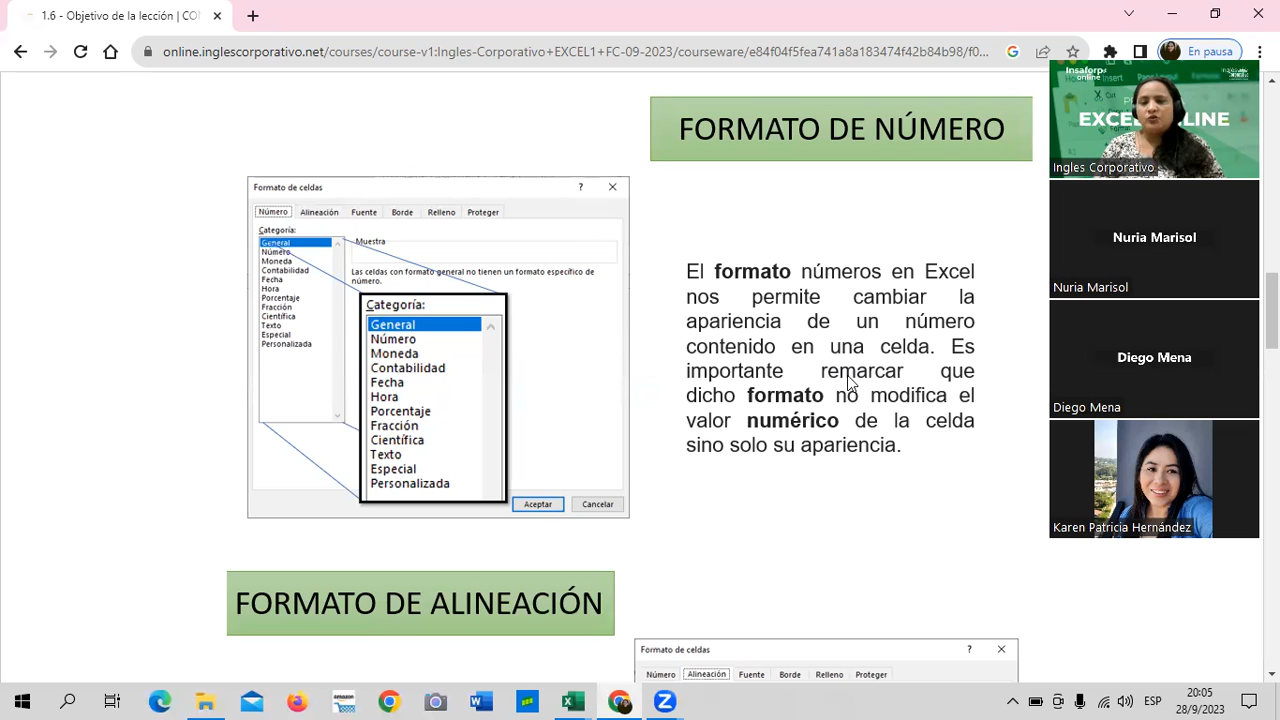 1.6 - Objetivo de la lección | CO
online.inglescorporativo.net/courses/course-v1:Ingles-Corporativo+EXCEL1+FC-09-2023/courseware/e84f04f5fea741a8a183474f42b84b98/f0...
En pausa
FORMATO DE NÚMERO
Formato de celdas
? 
Número Alineación Fuente Borde Relleno Proteger
Categoría:
General
Número
Moneda
Contabilidad
Fecha
Hora
Porcentaje
Fracción
Científica
Texto
Especial
Personalizada
Muestra
Las celdas con formato general no tienen un formato específico de
número.
Categoría:
General
Número
Moneda
Contabilidad
Fecha
Hora
Porcentaje
Fracción
Científica
Texto
Especial
Personalizada
Aceptar Cancelar
El formato números en Excel
nos permite cambiar la
apariencia de un número
contenido en una celda. Es
importante remarcar que
dicho formato no modifica el
valor numérico de la celda
sino solo su apariencia.
FORMATO DE ALINEACIÓN
Formato de celdas
?
Número Alineación Fuente Borde Relleno Proteger
Insaforp
online
Ingles Corporativo
Nuria Marisol
Nuria Marisol
Diego Mena
Diego Mena
Karen Patricia Hernández
ESP
20:05
28/9/2023